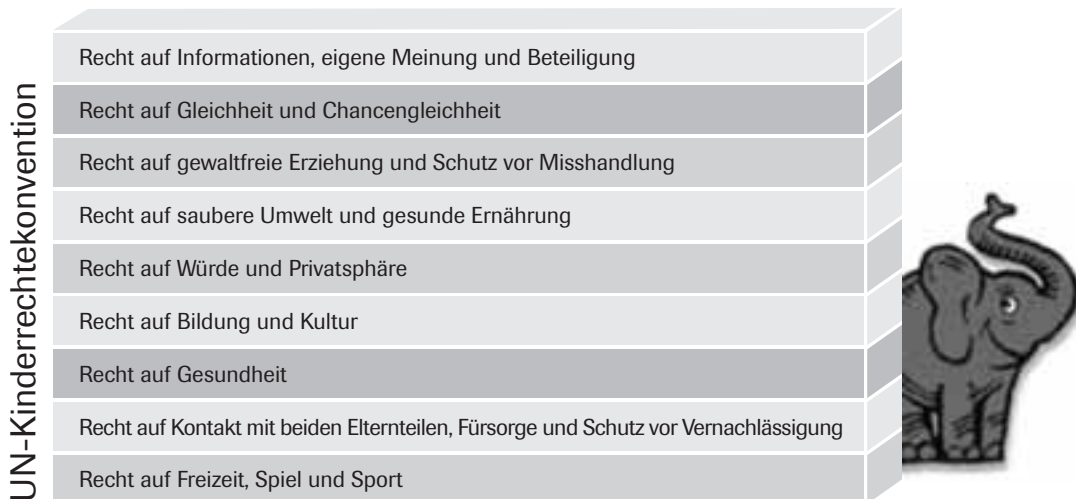 UN-Kinderrechtekonvention
Recht auf Informationen, eigene Meinung und Beteiligung
Recht auf Gleichheit und Chancengleichheit
Recht auf gewaltfreie Erziehung und Schutz vor Misshandlung
Recht auf saubere Umwelt und gesunde Ernährung
Recht auf Würde und Privatsphäre
Recht auf Bildung und Kultur
Recht auf Gesundheit
Recht auf Kontakt mit beiden Elternteilen, Fürsorge und Schutz vor Vernachlässigung
Recht auf Freizeit, Spiel und Sport